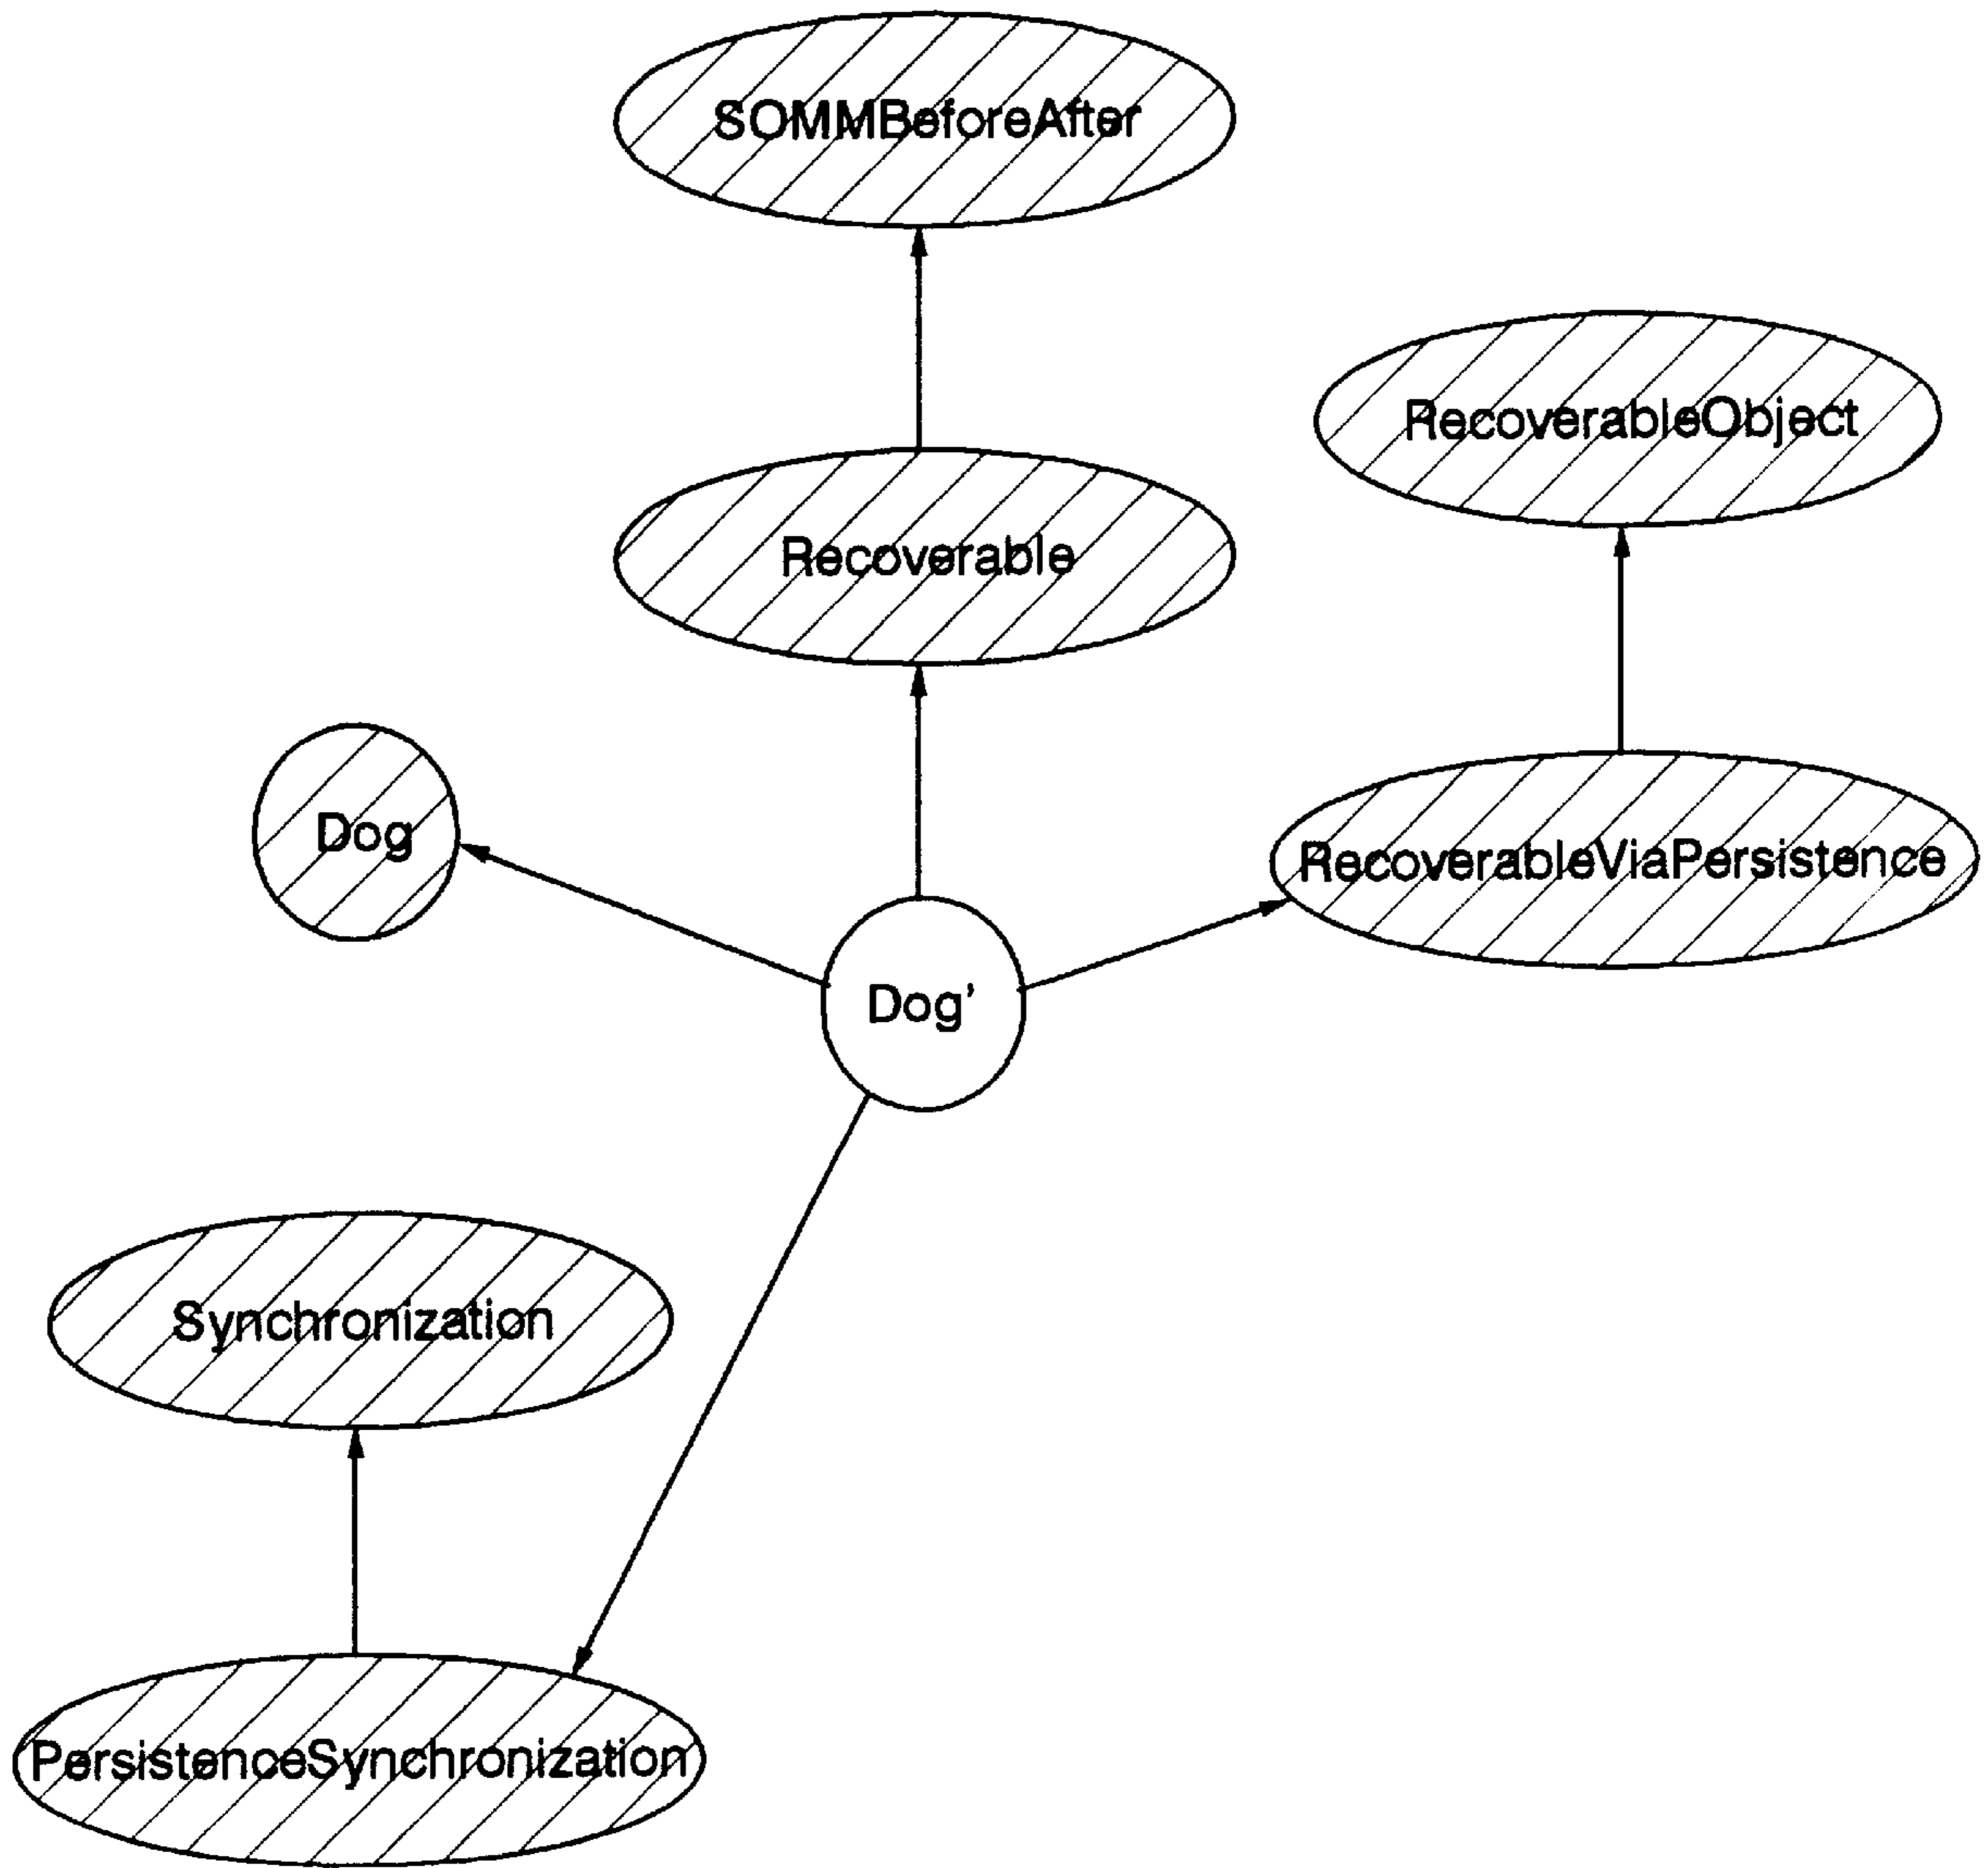 SOMMBeforeAfter
RecoverableObject
Recoverable
Dog
RecoverableViaPersistence
Dog'
Synchronization
PersistenceSynchronization